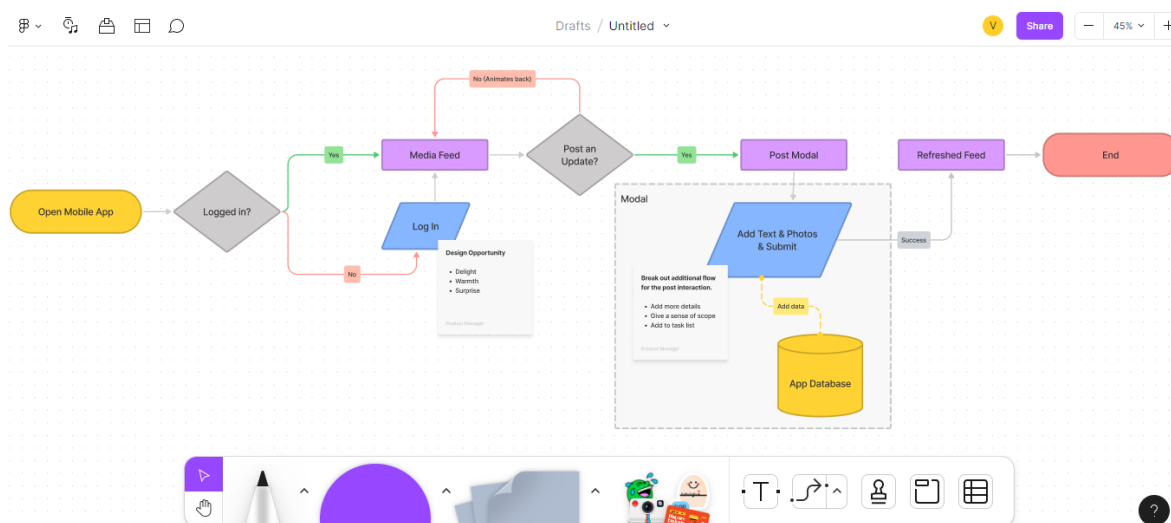 Drafts / Untitled
V
Share
45%
No (Animates back)
Yes
Media Feed
Post an
Update?
Yes
Post Modal
Refreshed Feed
End
Open Mobile App
Logged in?
Modal
Log In
Add Text & Photos
& Submit
Success
No
Design Opportunity
• Delight
• Warmth
• Surprise
Product Manager
Break out additional flow
for the post interaction.
• Add more details
• Give a sense of scope
• Add to task list
Product Manager
Add data
App Database
T
?